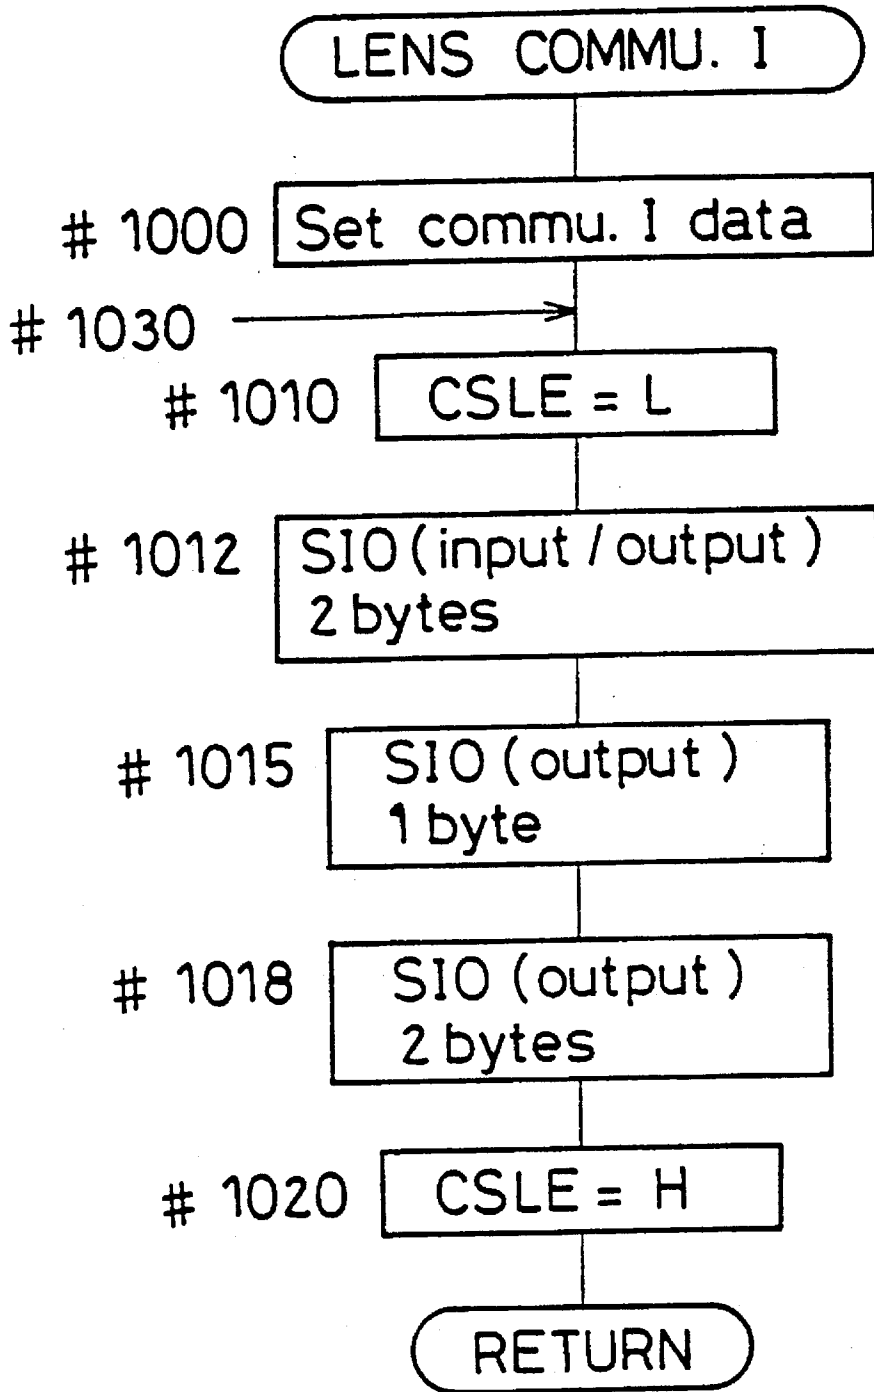 LENS COMMU. I
# 1000 Set commu. I data
# 1030
# 1010 CSLE = L
# 1012 SIO (input / output)
2 bytes
# 1015 SIO (output)
1 byte
# 1018 SIO (output)
2 bytes
# 1020 CSLE = H
RETURN